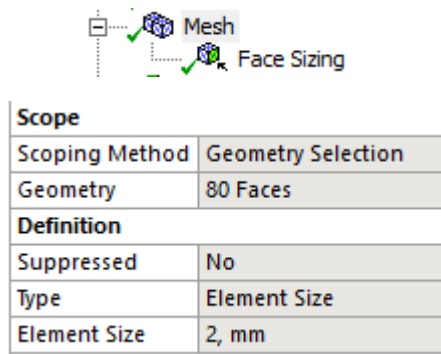 Mesh
Face Sizing
Scope
Scoping Method Geometry Selection
Geometry 80 Faces
Definition
Suppressed No
Type Element Size
Element Size 2, mm